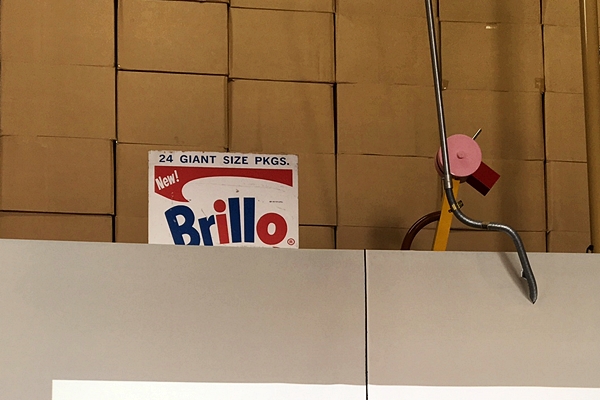 24 GIANT SIZE PKGS.
New!
Brillo®